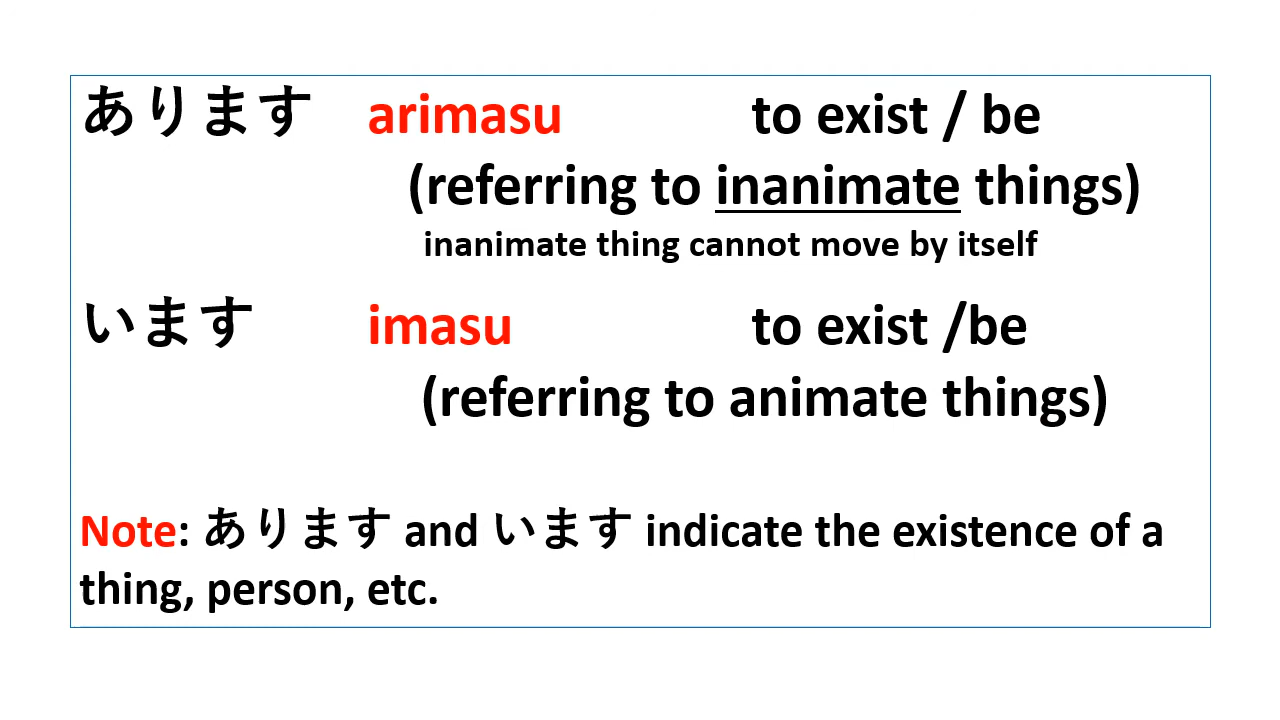 あります arimasu to exist / be
(referring to inanimate things)
inanimate thing cannot move by itself
います imasu to exist /be
(referring to animate things)
Note: あります and います indicate the existence of a
thing, person, etc.